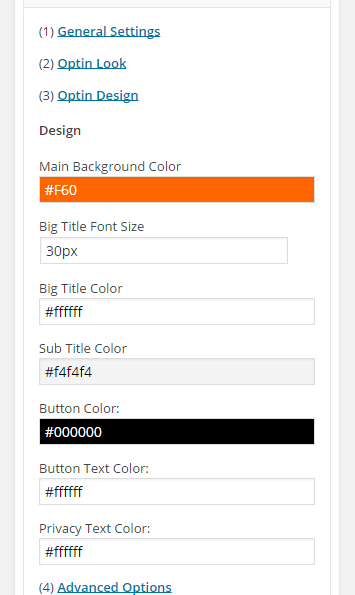 (1) General Settings
(2) Optin Look
(3) Optin Design
Design
Main Background Color
#F60
Big Title Font Size
30px
Big Title Color
#ffffff
Sub Title Color
#f4f4f4
Button Color:
#000000
Button Text Color:
#ffffff
Privacy Text Color:
#ffffff
(4) Advanced Options